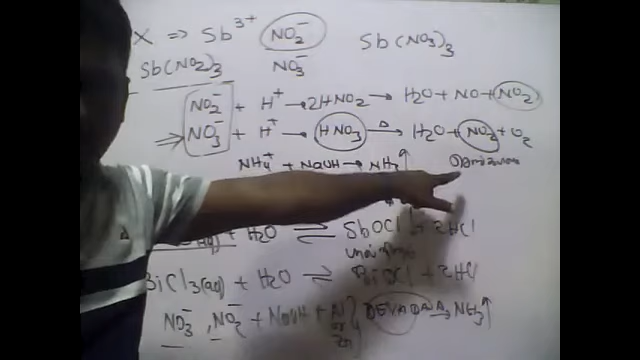 X ⇒ Sb³⁺ NO₂⁻ Sb(NO₃)₃
Sb(NO₂)₃ NO₃⁻
NO₂⁻ + H⁺ → 2HNO₂ → H₂O + NO + NO₂
⇒ NO₃⁻ + H⁺ → HNO₃ →Δ H₂O + NO₂ + O₂
NH₄⁺ + NaOH → NH₃↑
+ H₂O ⇌ SbOCl + 2HCl
BiCl₃(aq) + H₂O ⇌ BiOCl + 2HCl
NO₃⁻, NO₂⁻ + NaOH + Al or Zn } DEVADA → NH₃↑